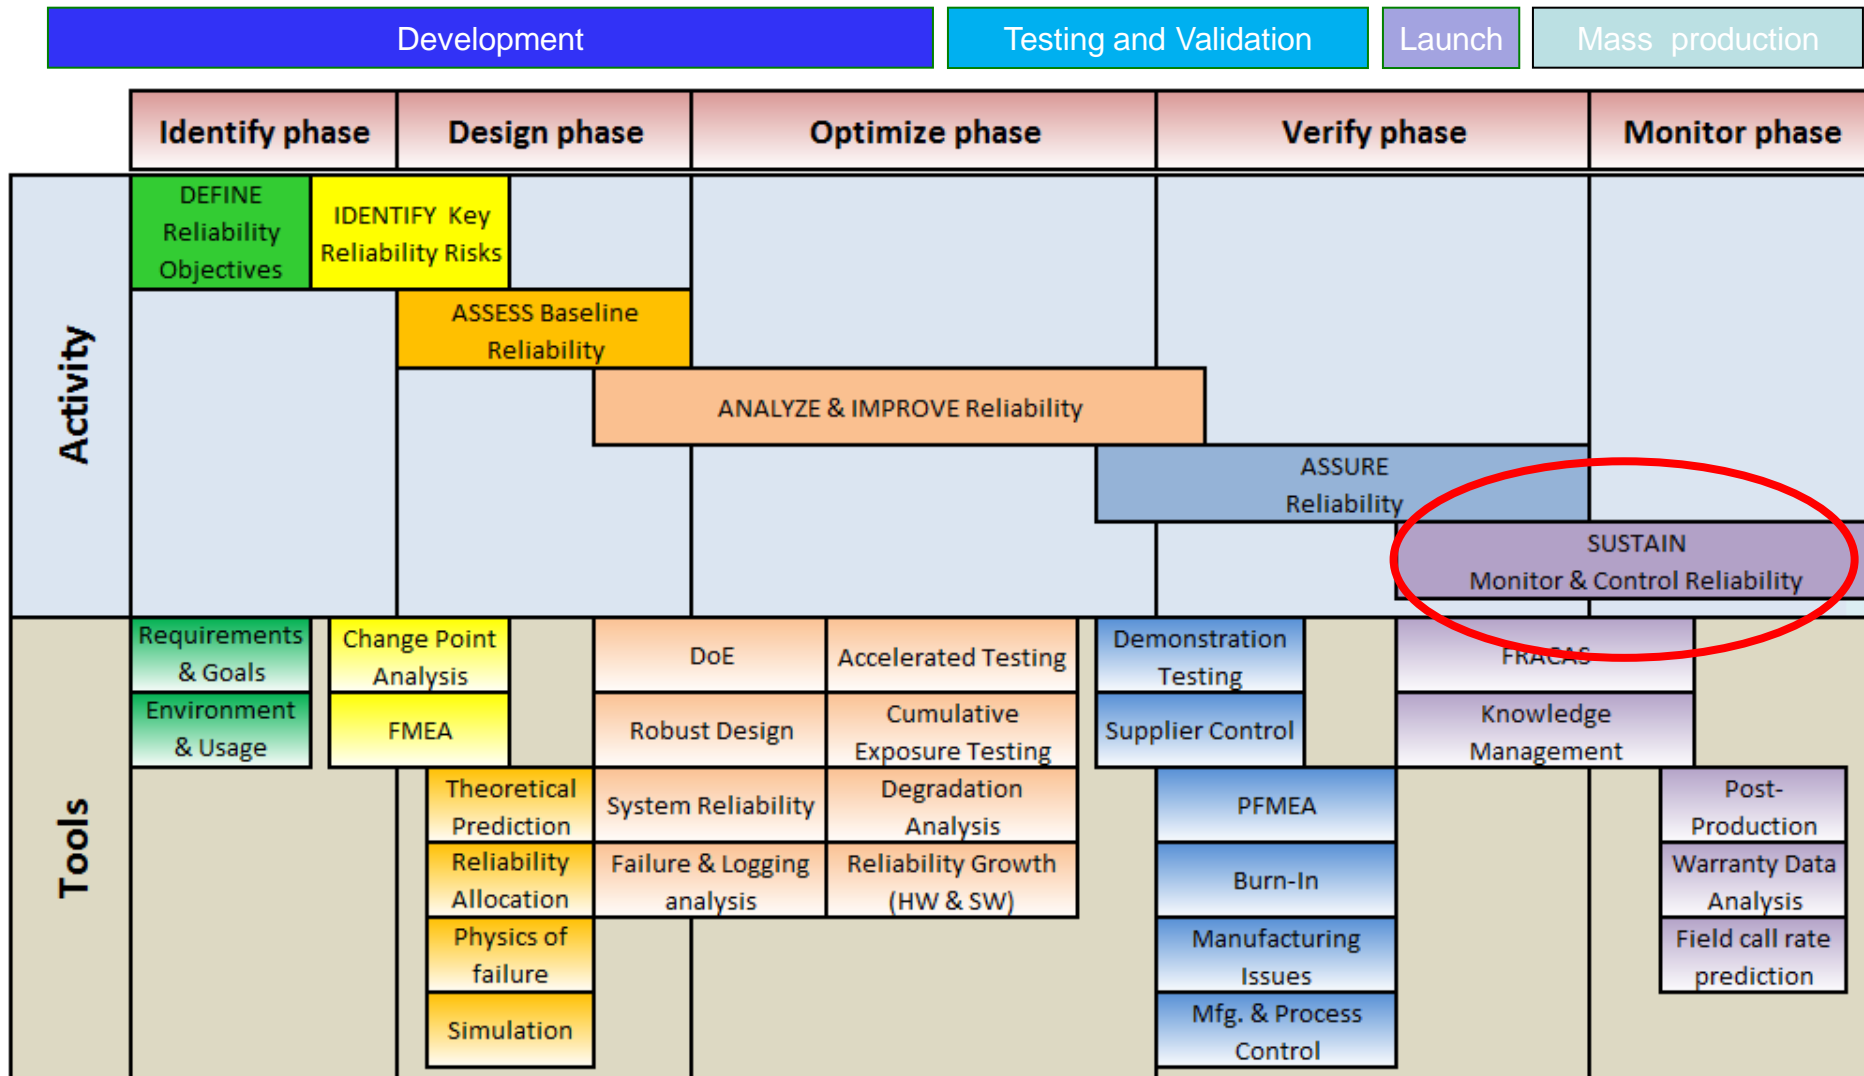 Development
Testing and Validation
Launch
Mass production
Identify phase
Design phase
Optimize phase
Verify phase
Monitor phase
Activity
DEFINE
Reliability
Objectives
IDENTIFY Key
Reliability Risks
ASSESS Baseline
Reliability
ANALYZE & IMPROVE Reliability
ASSURE
Reliability
SUSTAIN
Monitor & Control Reliability
Tools
Requirements
& Goals
Environment
& Usage
Change Point
Analysis
FMEA
Theoretical
Prediction
Reliability
Allocation
Physics of
failure
Simulation
DoE
Robust Design
System Reliability
Failure & Logging
analysis
Accelerated Testing
Cumulative
Exposure Testing
Degradation
Analysis
Reliability Growth
(HW & SW)
Demonstration
Testing
Supplier Control
PFMEA
Burn-In
Manufacturing
Issues
Mfg. & Process
Control
FRACAS
Knowledge
Management
Post-
Production
Warranty Data
Analysis
Field call rate
prediction